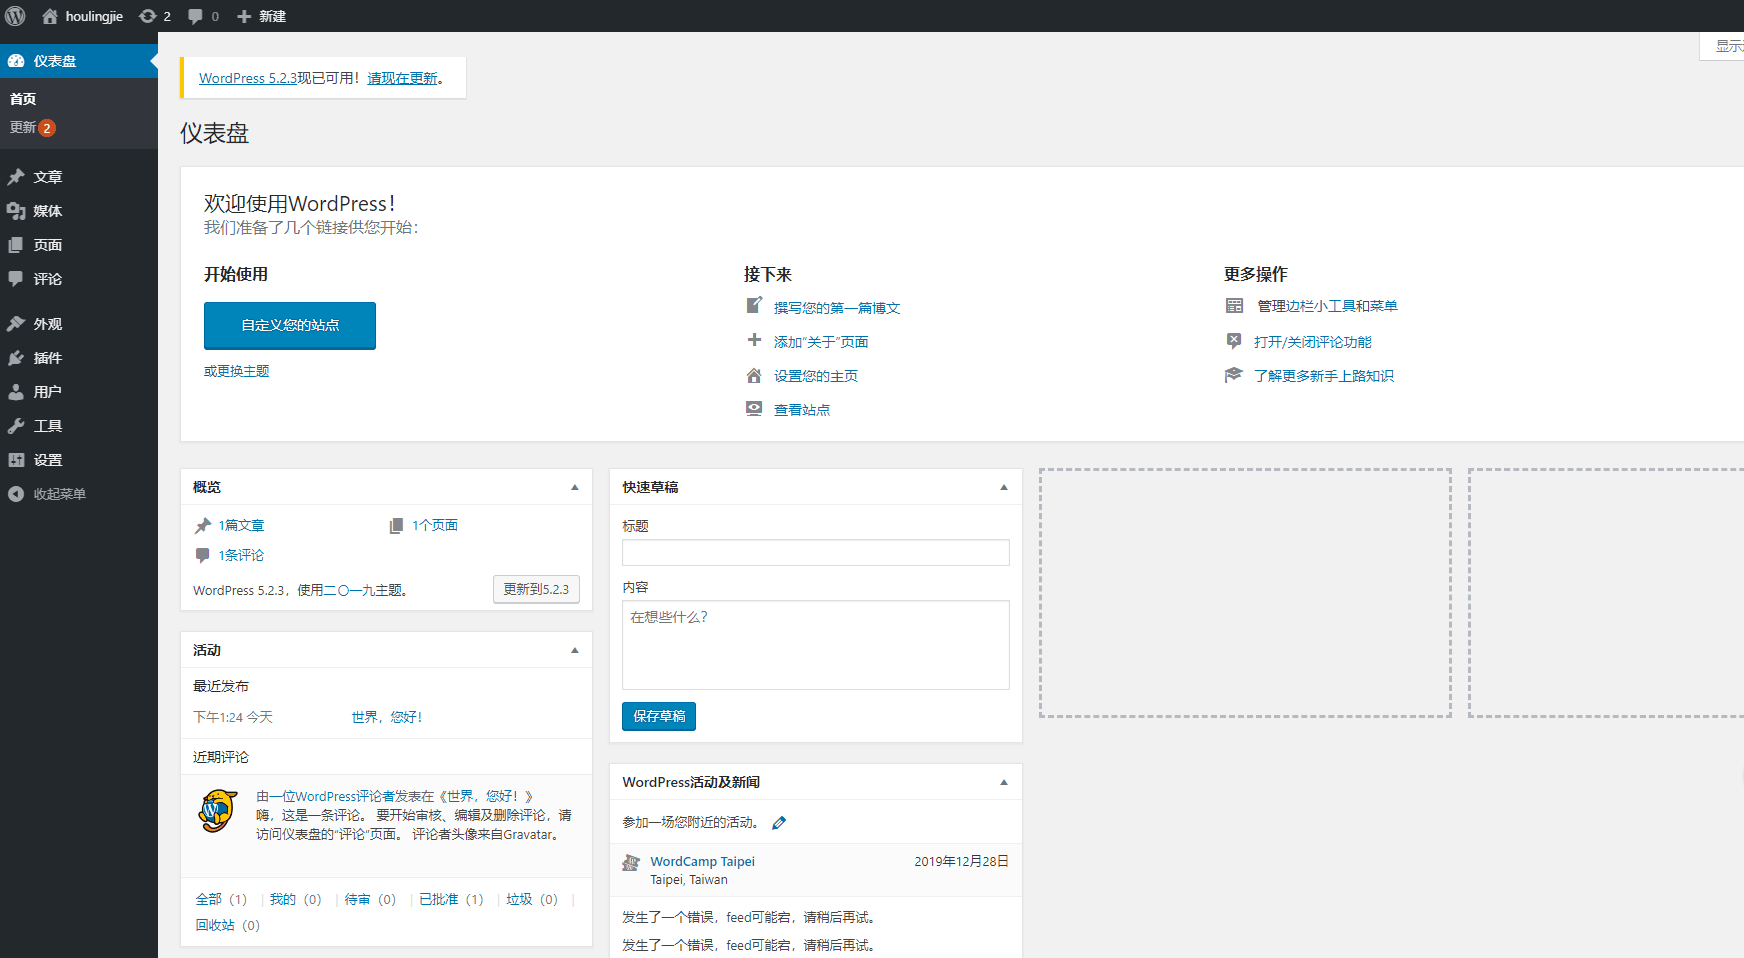 houlingjie 2 0 新建
仪表盘
首页
更新 2
文章
媒体
页面
评论
外观
插件
用户
工具
设置
收起菜单
显示
WordPress 5.2.3现已可用！请现在更新。
仪表盘
欢迎使用WordPress！
我们准备了几个链接供您开始：
开始使用
自定义您的站点
或更换主题
接下来
撰写您的第一篇博文
添加“关于”页面
设置您的主页
查看站点
更多操作
管理边栏小工具和菜单
打开/关闭评论功能
了解更多新手上路知识
概览
1篇文章 1个页面
1条评论
WordPress 5.2.3，使用二〇一九主题。 更新到5.2.3
活动
最近发布
下午1:24 今天 世界，您好！
近期评论
由一位WordPress评论者发表在《世界，您好！》
嗨，这是一条评论。 要开始审核、编辑及删除评论，请
访问仪表盘的“评论”页面。 评论者头像来自Gravatar。
全部（1） | 我的（0） | 待审（0） | 已批准（1） | 垃圾（0） |
回收站（0）
快速草稿
标题
内容
在想些什么？
保存草稿
WordPress活动及新闻
参加一场您附近的活动。
WordCamp Taipei 2019年12月28日
Taipei, Taiwan
发生了一个错误，feed可能宕，请稍后再试。
发生了一个错误，feed可能宕，请稍后再试。